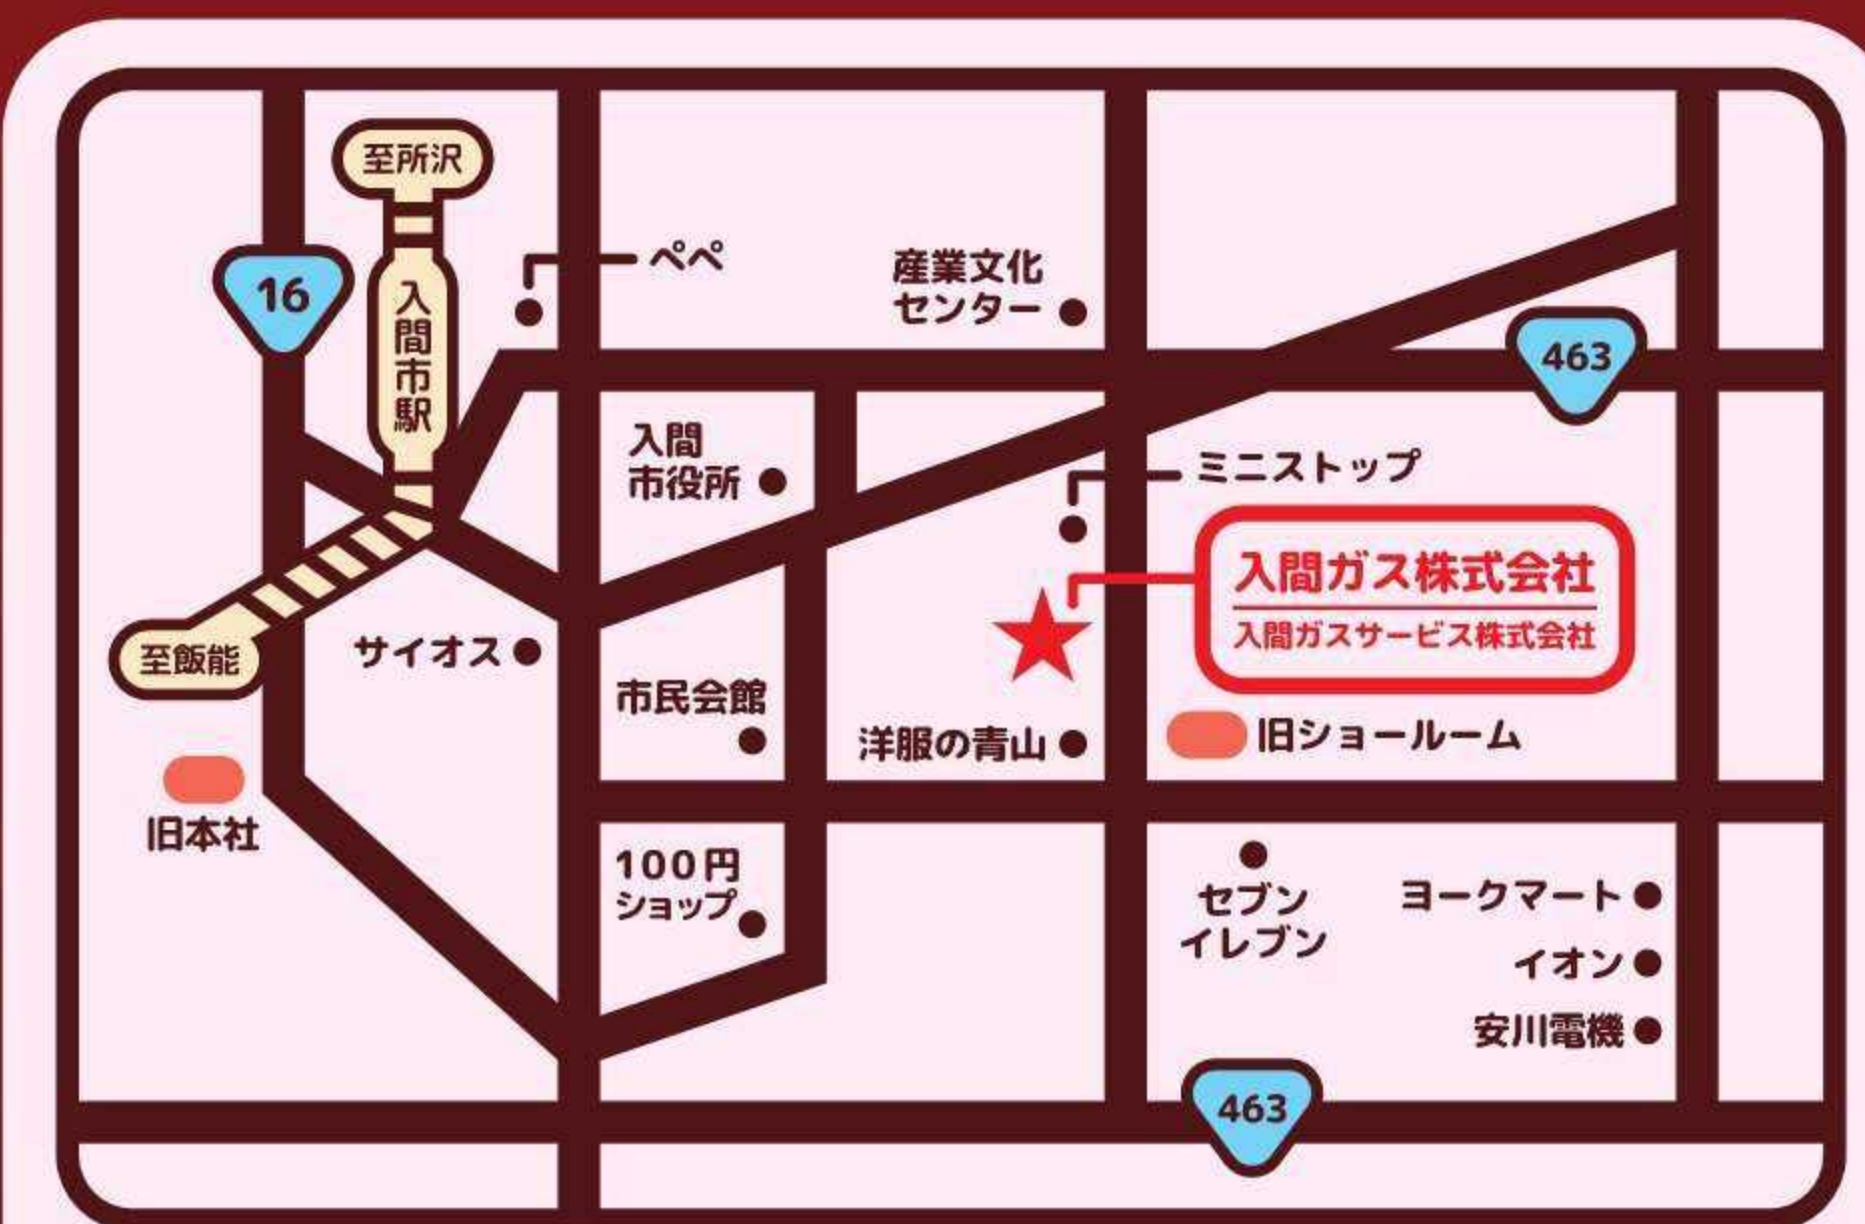 至所沢
16
入間市駅
ペペ
産業文化
センター
463
入間
市役所
ミニストップ
入間ガス株式会社
入間ガスサービス株式会社
至飯能
サイオス
市民会館
洋服の青山
旧ショールーム
旧本社
100円
ショップ
セブン
イレブン
ヨークマート
イオン
安川電機
463